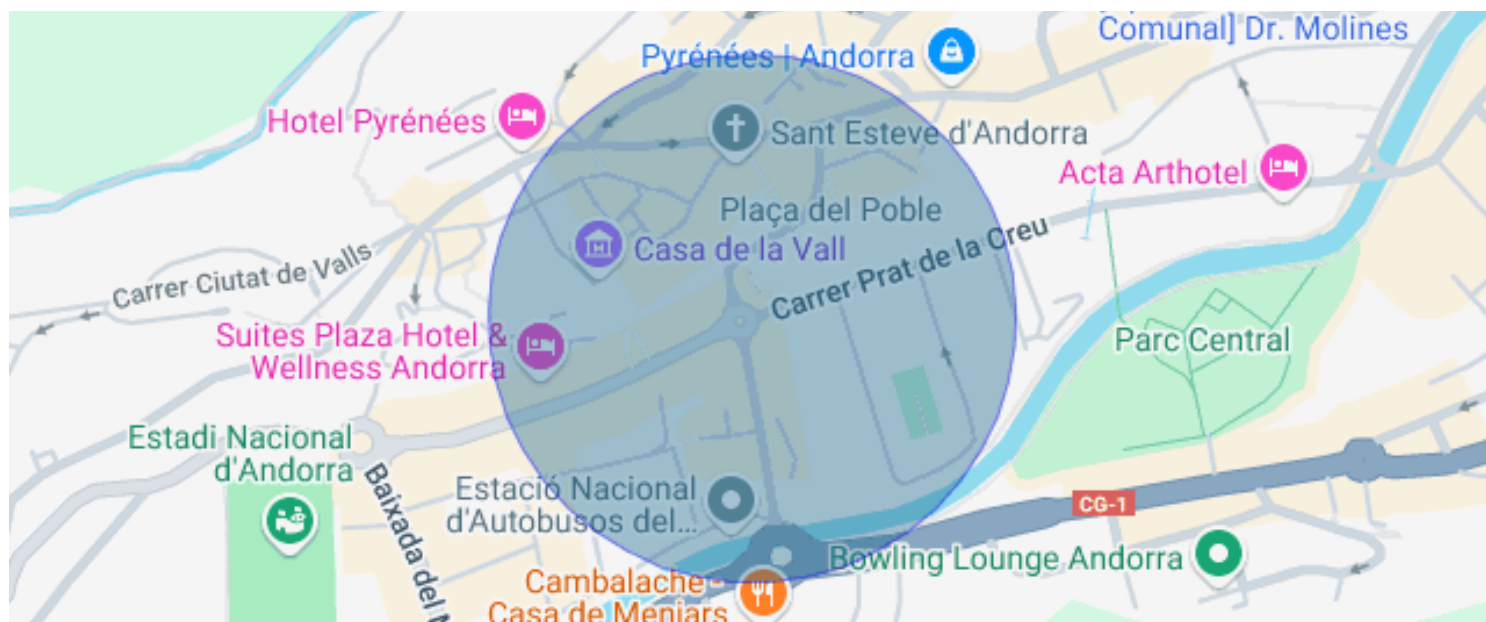 Comunal] Dr. Molines
Pyrénées | Andorra
Hotel Pyrénées
Sant Esteve d'Andorra
Acta Arthotel
Plaça del Poble
Casa de la Vall
Carrer Prat de la Creu
Carrer Ciutat de Valls
Suites Plaza Hotel &
Wellness Andorra
Parc Central
Estadi Nacional
d'Andorra
Baixada del
Estació Nacional
d'Autobusos del...
CG-1
Bowling Lounge Andorra
Cambalache -
Casa de Menjars